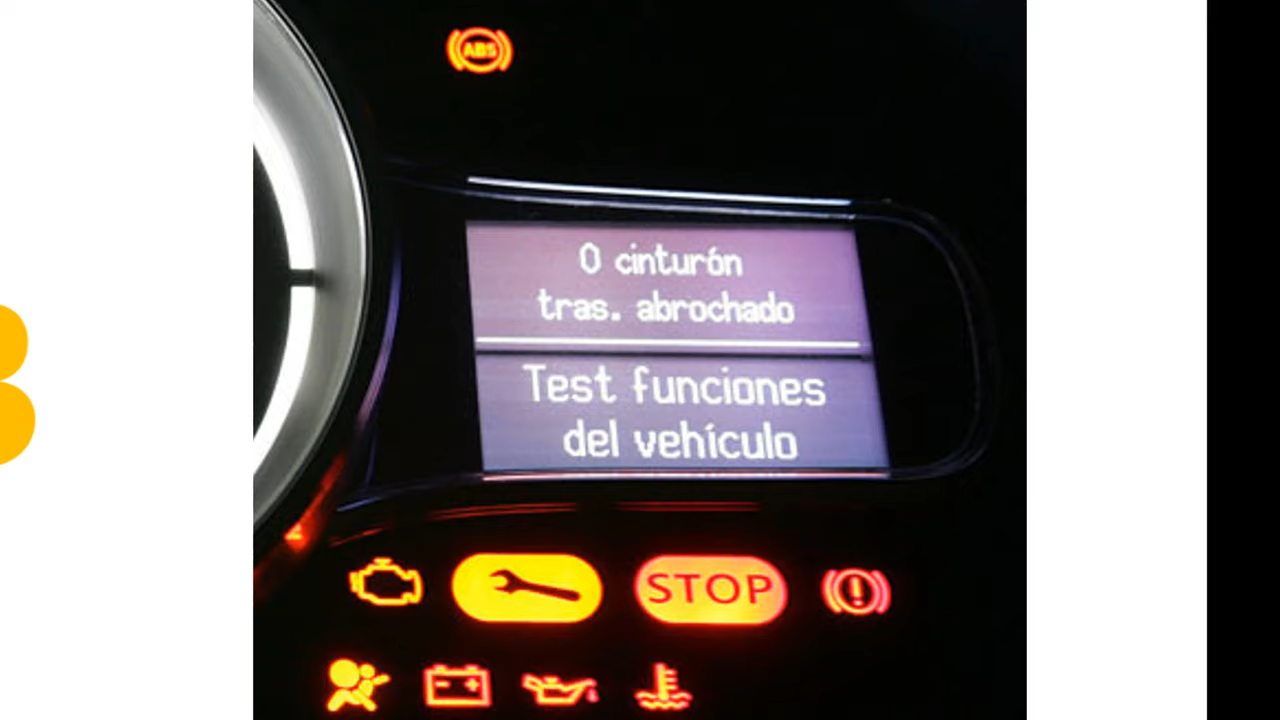 ABS
0 cinturón
tras. abrochado
Test funciones
del vehículo
STOP